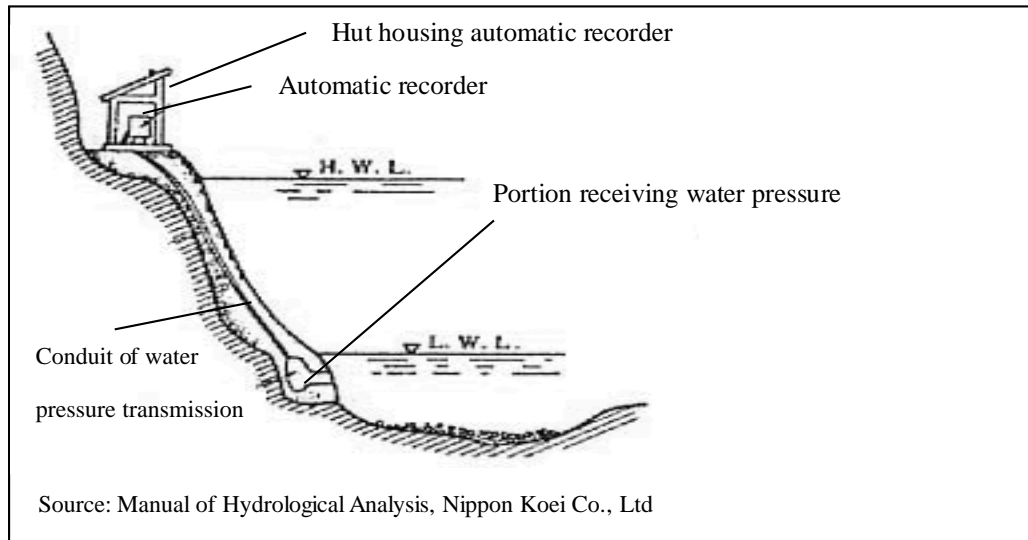 Hut housing automatic recorder
Automatic recorder
H. W. L.
Portion receiving water pressure
L. W. L.
Conduit of water
pressure transmission
Source: Manual of Hydrological Analysis, Nippon Koei Co., Ltd